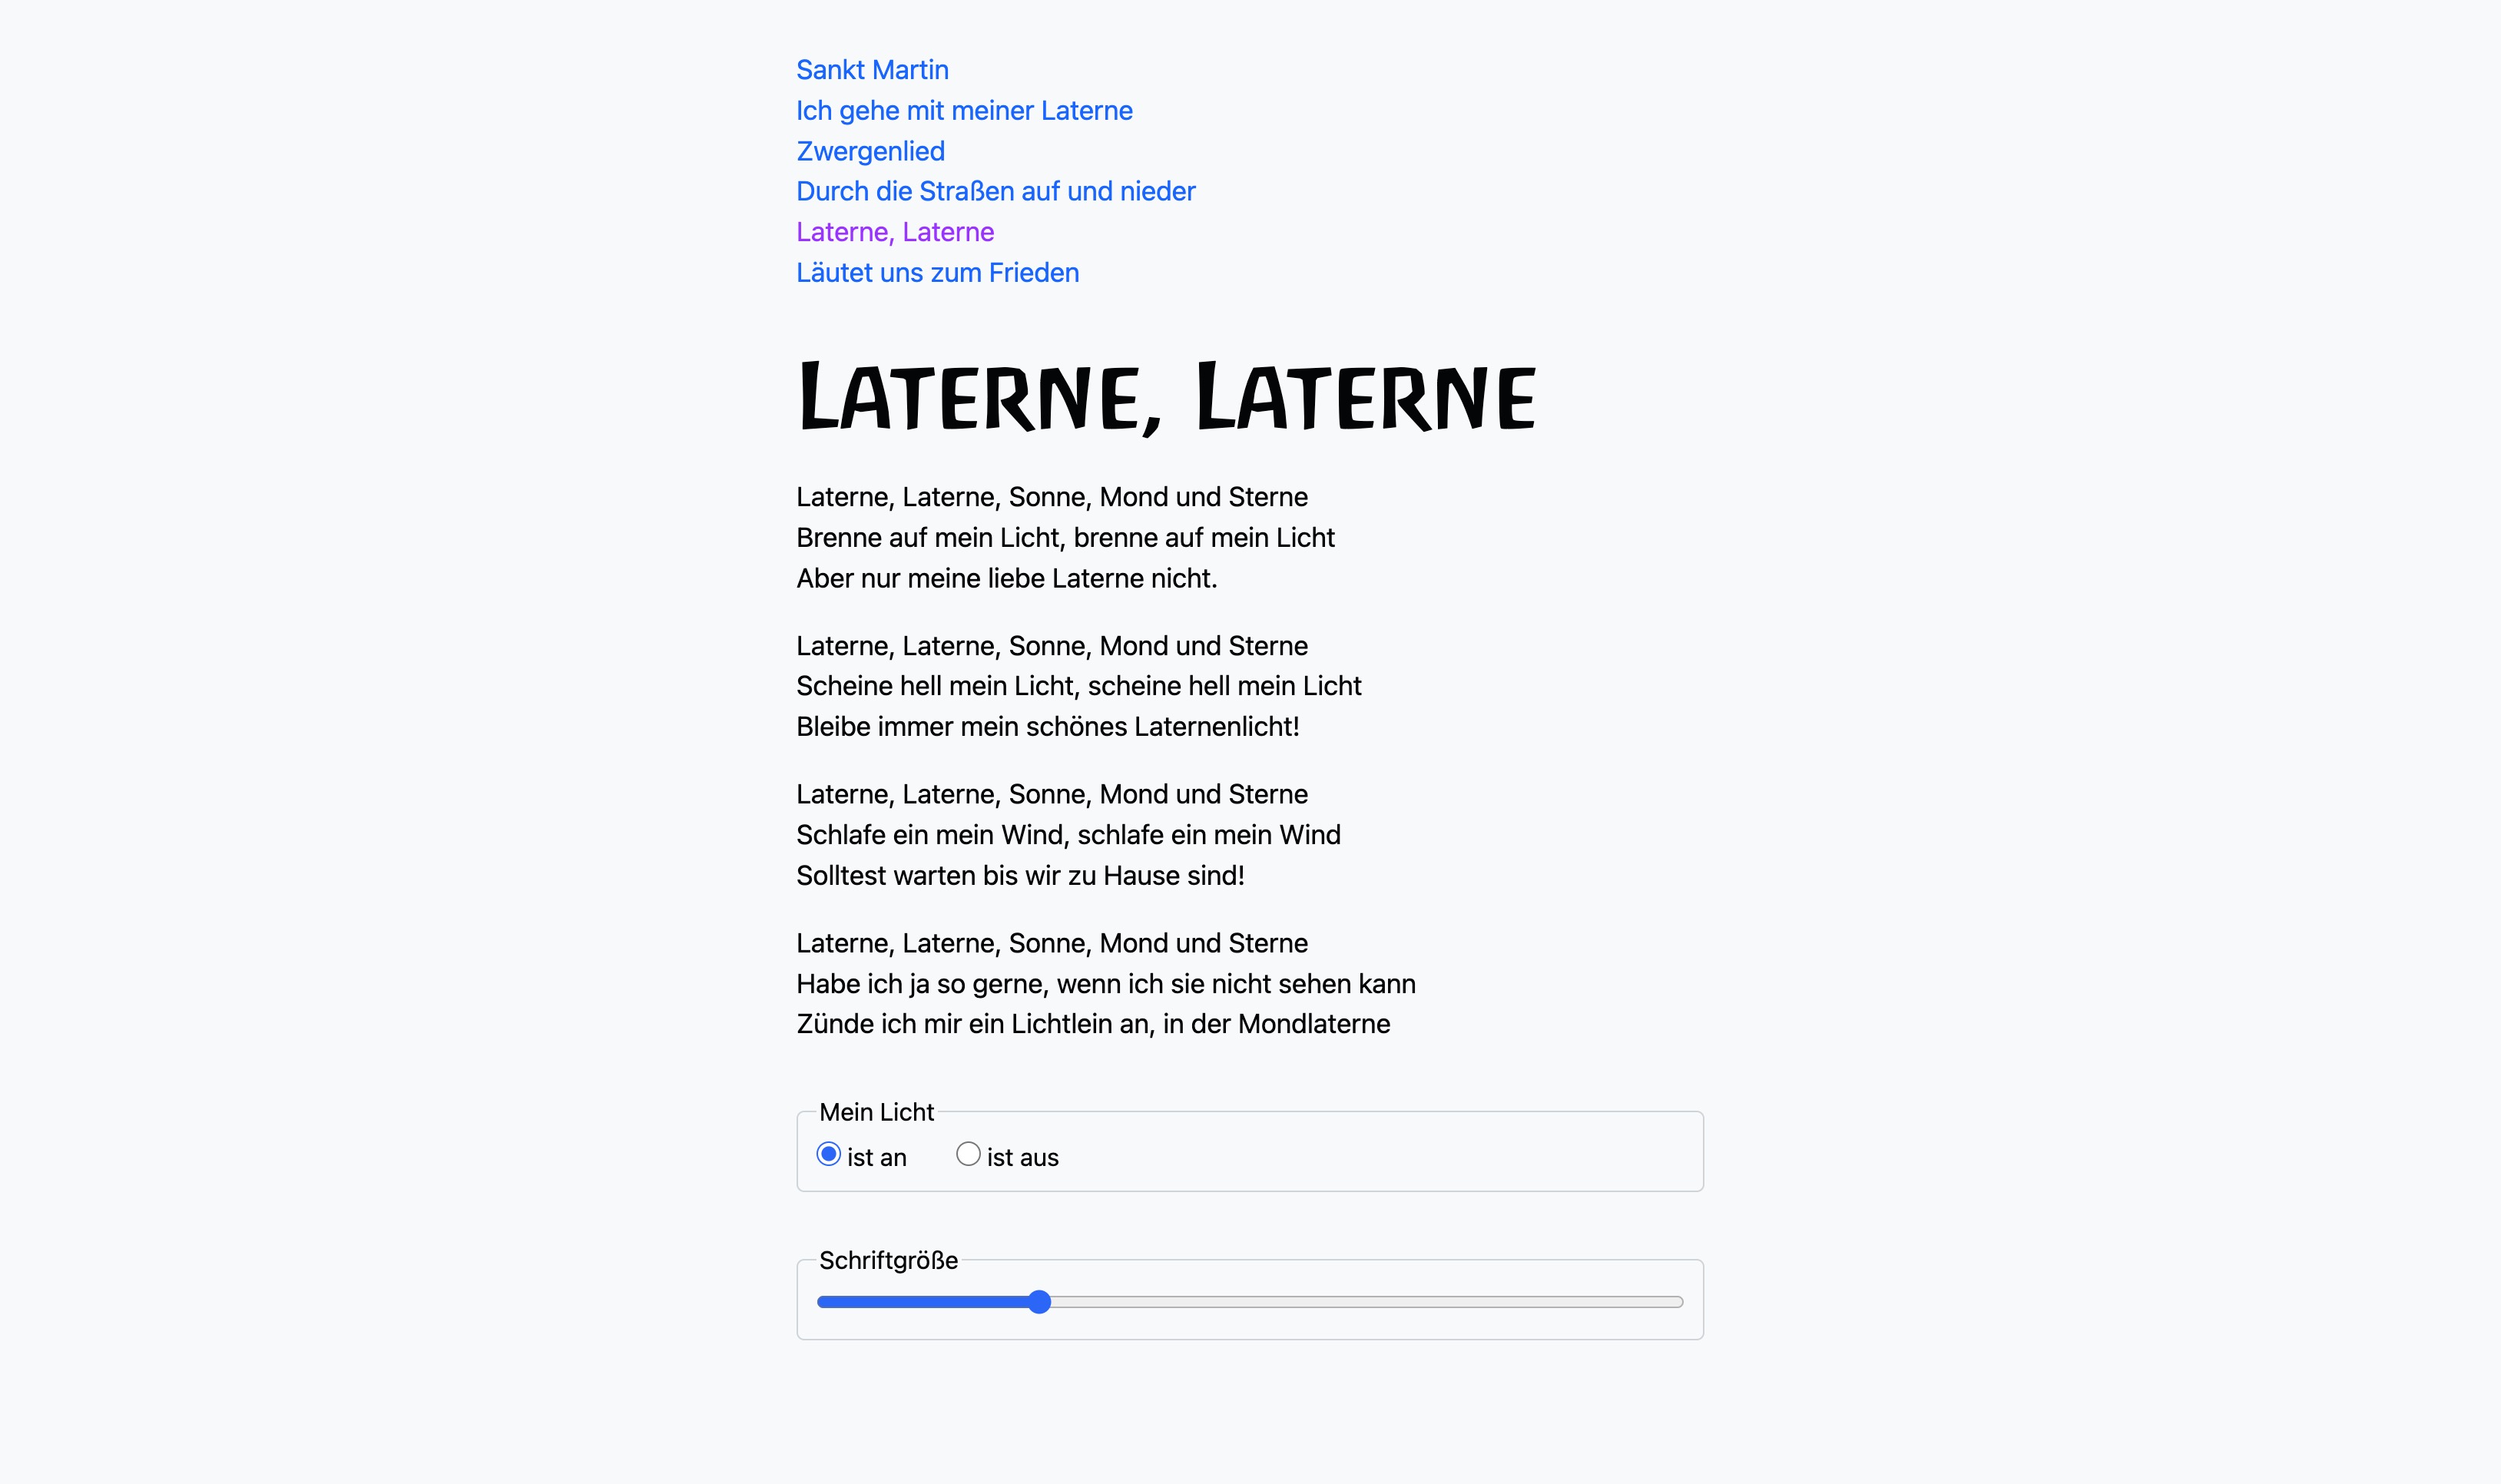 Sankt Martin
Ich gehe mit meiner Laterne
Zwergenlied
Durch die Straßen auf und nieder
Laterne, Laterne
Läutet uns zum Frieden
Laterne, Laterne
Laterne, Laterne, Sonne, Mond und Sterne
Brenne auf mein Licht, brenne auf mein Licht
Aber nur meine liebe Laterne nicht.
Laterne, Laterne, Sonne, Mond und Sterne
Scheine hell mein Licht, scheine hell mein Licht
Bleibe immer mein schönes Laternenlicht!
Laterne, Laterne, Sonne, Mond und Sterne
Schlafe ein mein Wind, schlafe ein mein Wind
Solltest warten bis wir zu Hause sind!
Laterne, Laterne, Sonne, Mond und Sterne
Habe ich ja so gerne, wenn ich sie nicht sehen kann
Zünde ich mir ein Lichtlein an, in der Mondlaterne
Mein Licht
ist an ist aus
Schriftgröße